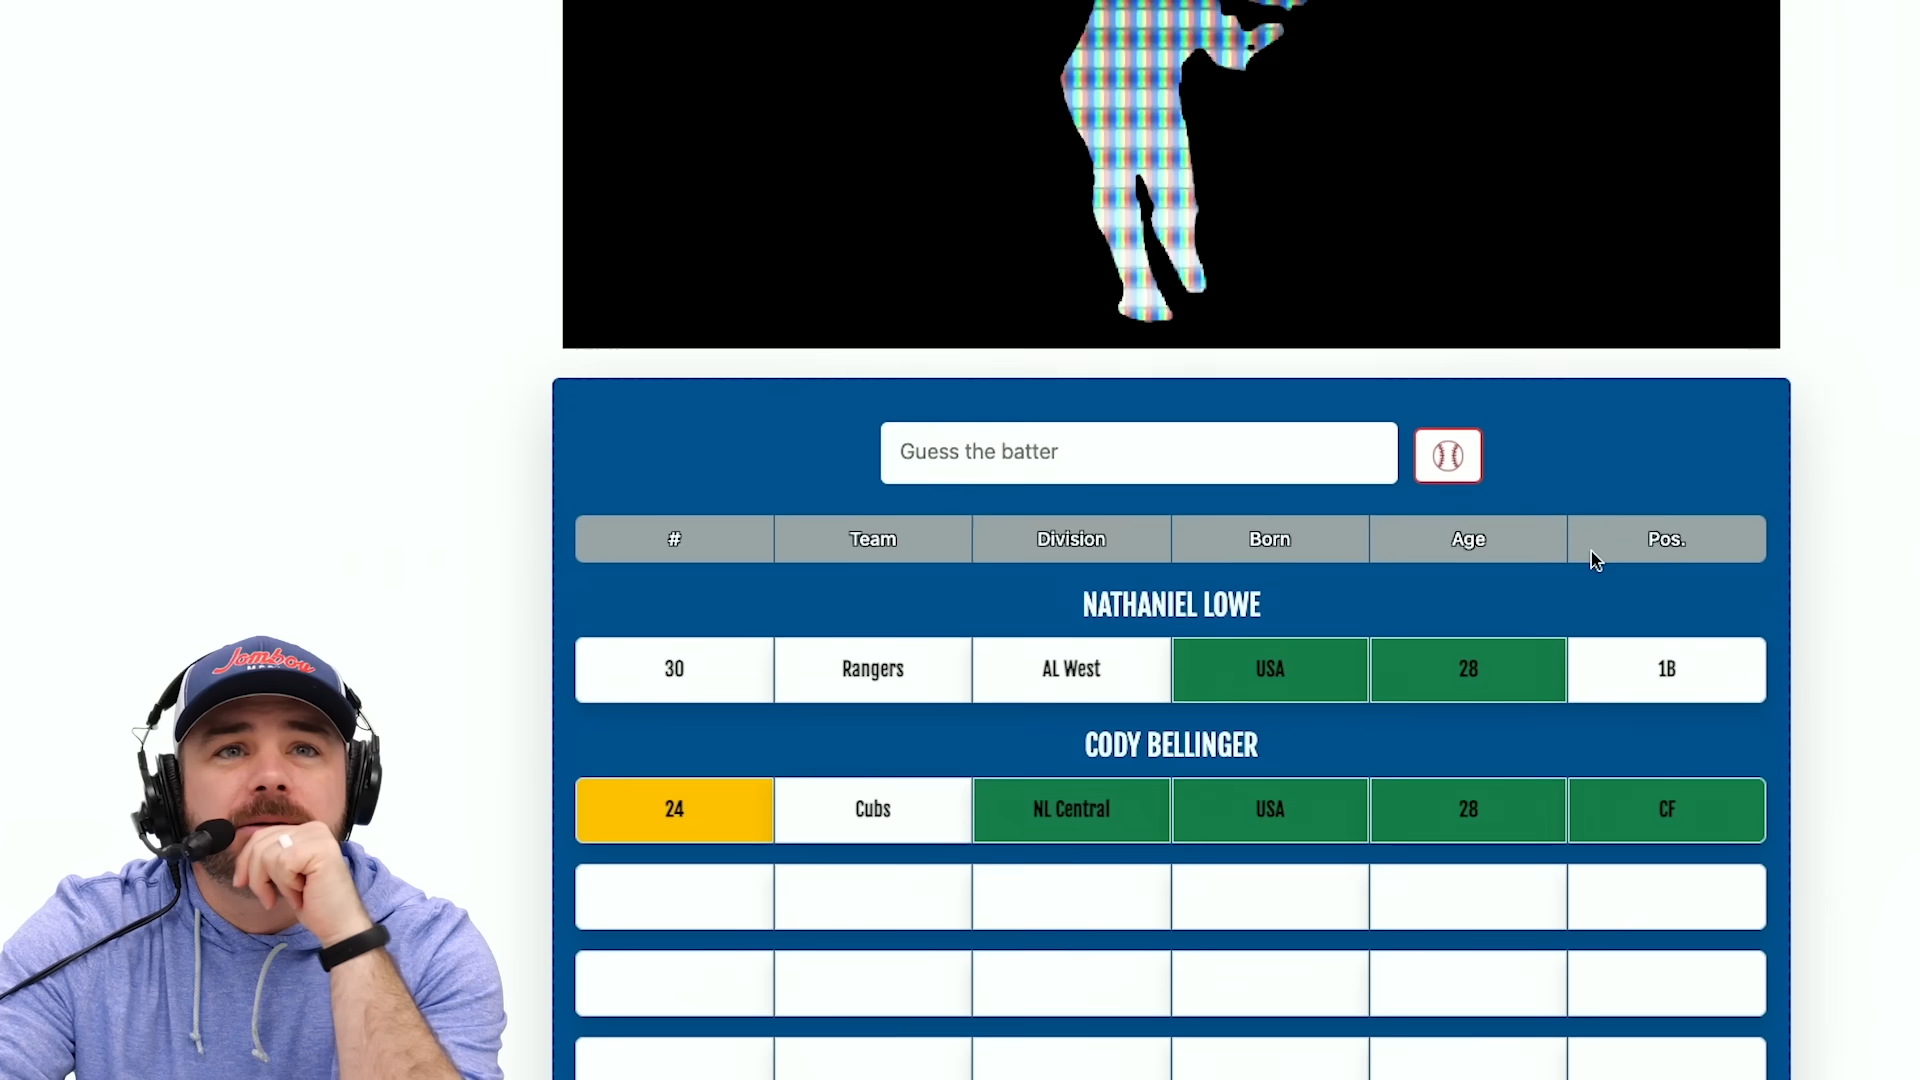 Guess the batter
# Team Division Born Age Pos.
NATHANIEL LOWE
30 Rangers AL West USA 28 1B
CODY BELLINGER
24 Cubs NL Central USA 28 CF
Jomboy